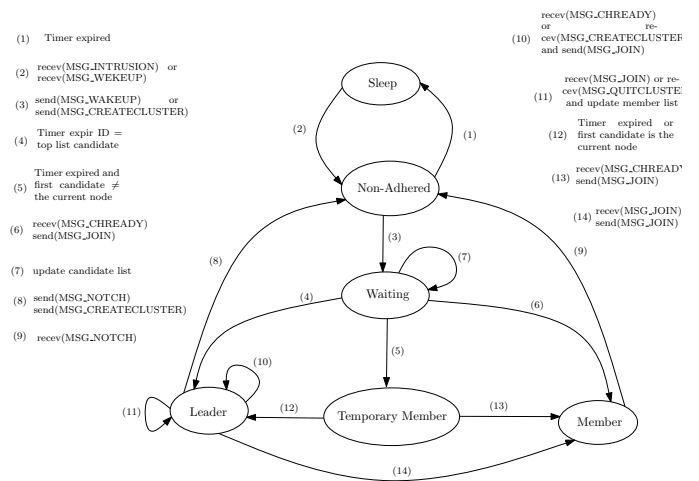 (1) Timer expired
(2) recev(MSG_INTRUSION) or
recev(MSG_WEKEUP)
(3) send(MSG_WAKEUP) or
send(MSG_CREATCLUSTER)
(4) Timer expir ID =
top list candidate
(5) Timer expired and
first candidate ≠
the current node
(6) recev(MSG_CHREADY)
send(MSG_JOIN)
(7) update candidate list
(8) send(MSG_NOTCH)
send(MSG_CREATECLUSTER)
(9) recev(MSG_NOTCH)
(10) recev(MSG_CHREADY)
or re-
cev(MSG_CREATECLUSTER
and send(MSG_JOIN)
(11) recev(MSG_JOIN) or re-
cev(MSG_QUITCLUSTE
and update member list
(12) Timer expired or
first candidate is the
current node
(13) recev(MSG_CHREADY
send(MSG_JOIN)
(14) recev(MSG_JOIN)
send(MSG_JOIN)
Sleep
(2)
(1)
Non-Adhered
(3)
(8)
(7)
(9)
Waiting
(4)
(6)
(5)
(10)
(11)
Leader
(12)
Temporary Member
(13)
Member
(14)